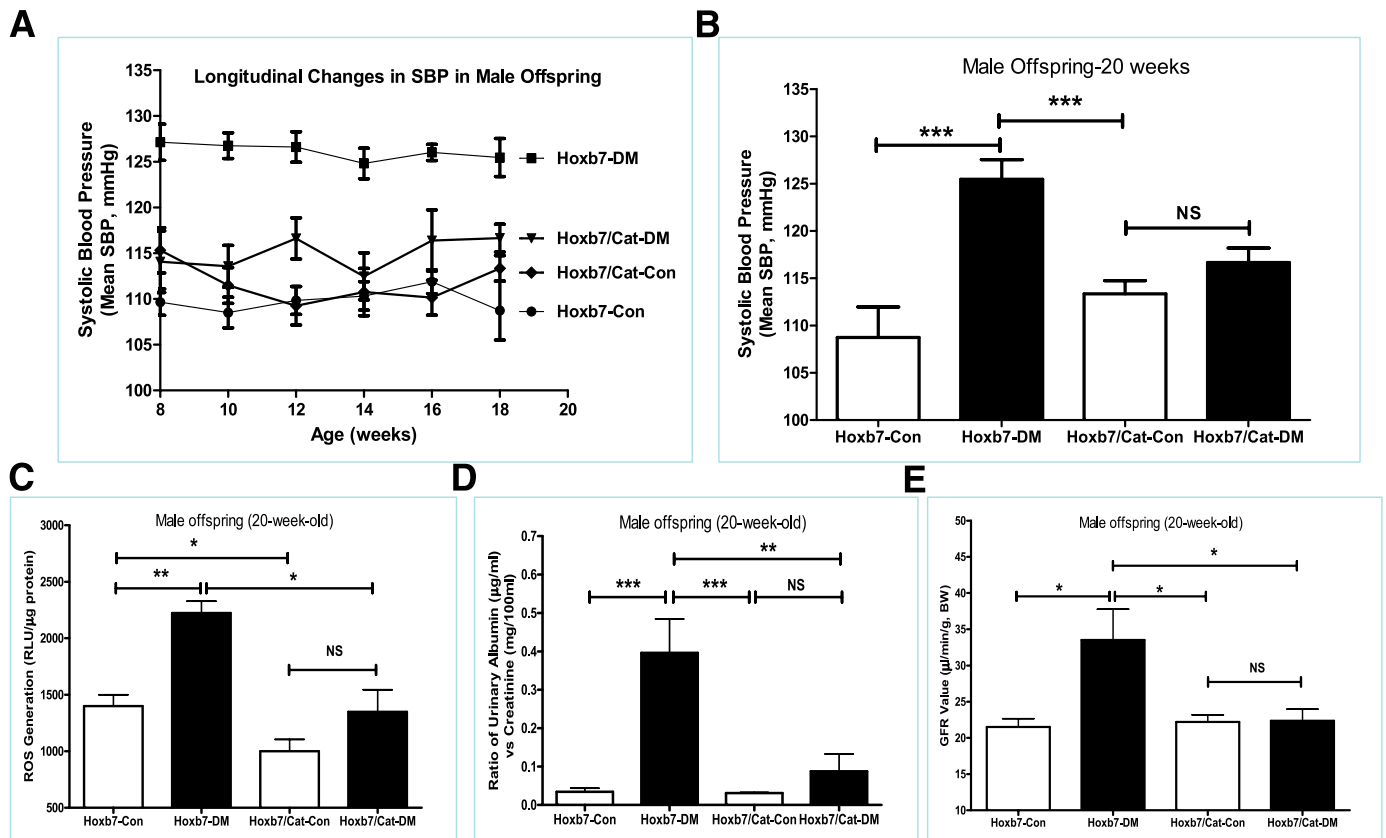 A
Longitudinal Changes in SBP in Male Offspring
Systolic Blood Pressure
(Mean SBP, mmHg)
135
130
125
120
115
110
105
100
8
10
12
14
16
18
20
Age (weeks)
Hoxb7-DM
Hoxb7/Cat-DM
Hoxb7/Cat-Con
Hoxb7-Con
B
Male Offspring-20 weeks
Systolic Blood Pressure
(Mean SBP, mmHg)
135
130
125
120
115
110
105
100
***
***
NS
Hoxb7-Con
Hoxb7-DM
Hoxb7/Cat-Con
Hoxb7/Cat-DM
C
Male offspring (20-week-old)
ROS Generation (RLU/µg protein)
3000
2500
2000
1500
1000
500
*
**
*
NS
Hoxb7-Con
Hoxb7-DM
Hoxb7/Cat-Con
Hoxb7/Cat-DM
D
Male offspring (20-week-old)
Ratio of Urinary Albumin (µg/ml)
vs Creatinine (mg/100ml)
0.7
0.6
0.5
0.4
0.3
0.2
0.1
0.0
**
***
***
NS
Hoxb7-Con
Hoxb7-DM
Hoxb7/Cat-Con
Hoxb7/Cat-DM
E
Male offspring (20-week-old)
GFR Value (µl/min/g, BW)
50
45
40
35
30
25
20
15
10
*
*
*
NS
Hoxb7-Con
Hoxb7-DM
Hoxb7/Cat-Con
Hoxb7/Cat-DM